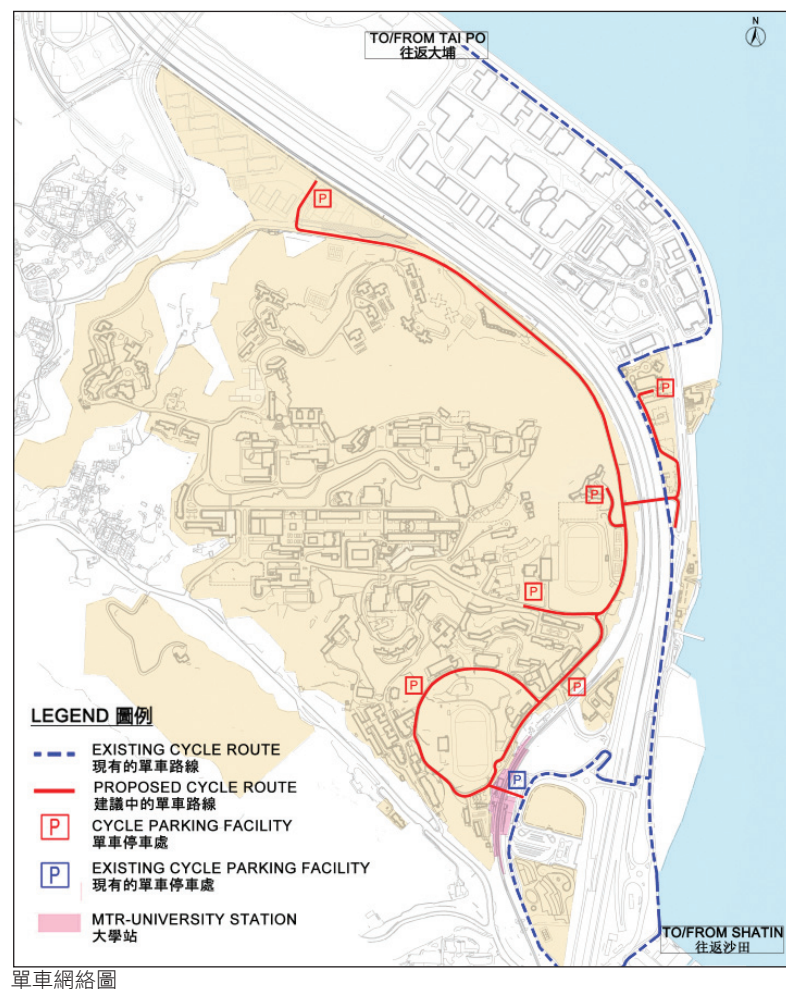 TO/FROM TAI PO
往返大埔
N
P
P
P
P
P
P
P
LEGEND 圖例
EXISTING CYCLE ROUTE
現有的單車路線
PROPOSED CYCLE ROUTE
建議中的單車路線
P
CYCLE PARKING FACILITY
單車停車處
P
EXISTING CYCLE PARKING FACILITY
現有的單車停車處
MTR-UNIVERSITY STATION
大學站
TO/FROM SHATIN
往返沙田
單車網絡圖